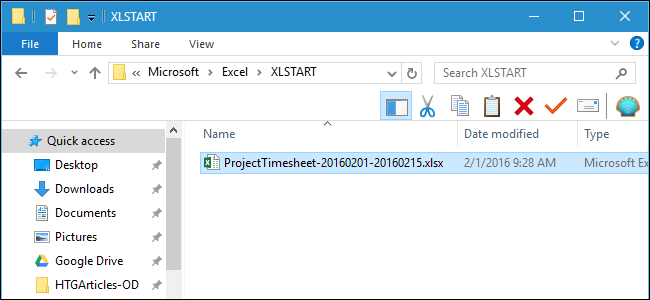 XLSTART
File Home Share View
« Microsoft > Excel > XLSTART Search XLSTART
Name Date modified Type
ProjectTimesheet-20160201-20160215.xlsx 2/1/2016 9:28 AM Microsoft Ex
Quick access
Desktop
Downloads
Documents
Pictures
Google Drive
HTGArticles-OD